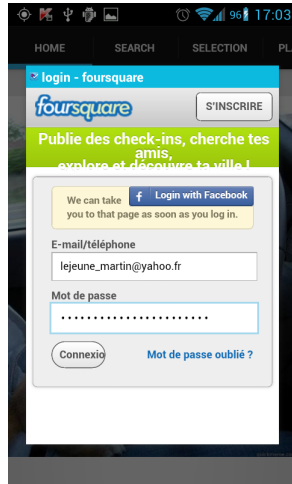 96 17:03
HOME SEARCH SELECTION PL
login - foursquare
foursquare S'INSCRIRE
Publie des check-ins, cherche tes
amis,
explore et découvre ta ville !
We can take f Login with Facebook
you to that page as soon as you log in.
E-mail/téléphone
lejeune_martin@yahoo.fr
Mot de passe
Connexio Mot de passe oublié ?